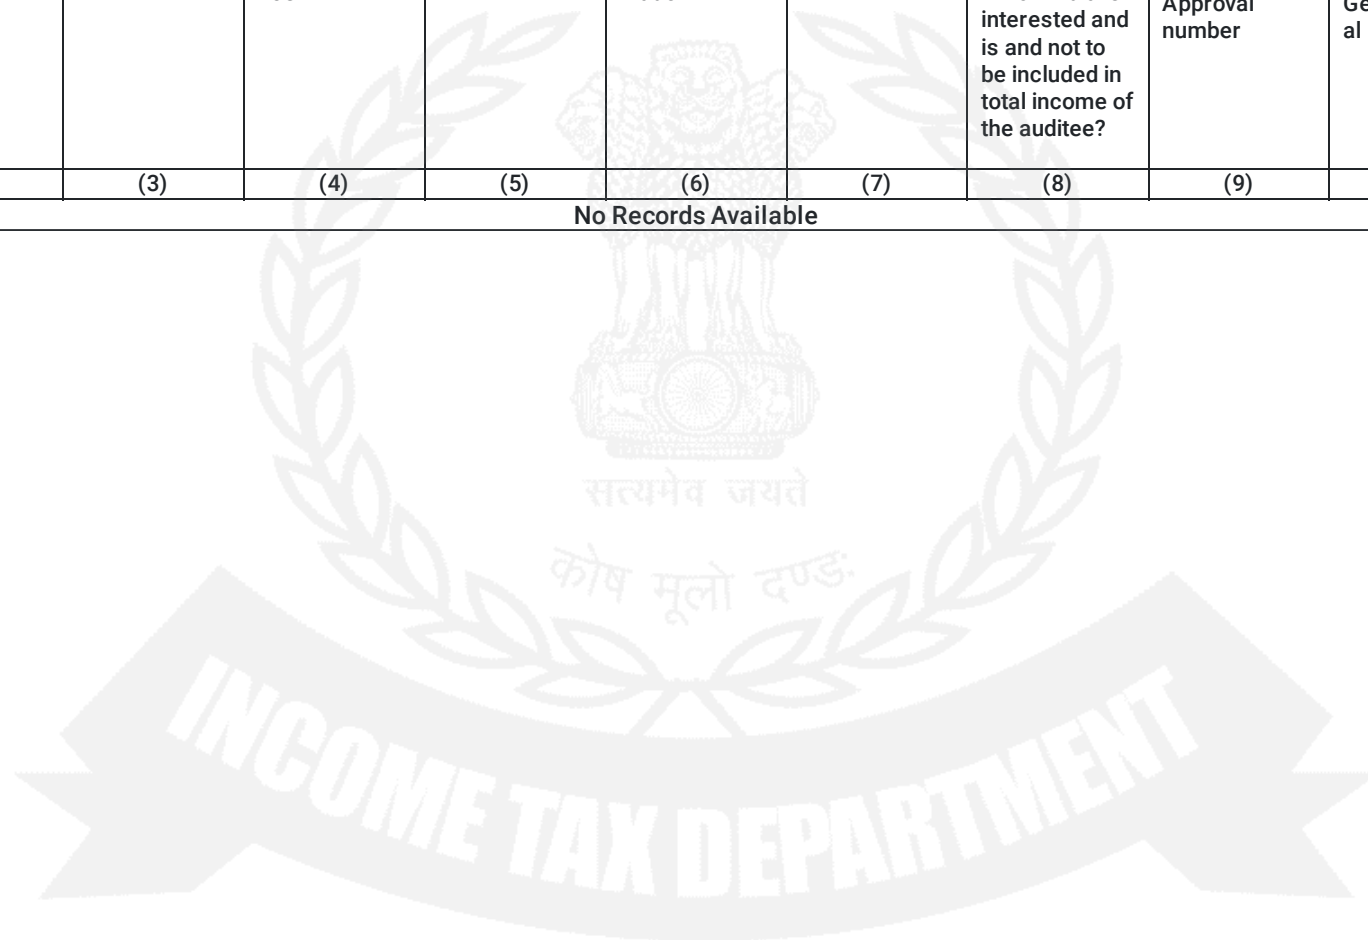 Approval
interested and
number
al
is and not to
be included in
total income of
the auditee?
(3) (4) (5) (6) (7) (8) (9)
No Records Available
सत्यमेव जयते
कोष मूलो दण्डः
INCOME TAX DEPARTMENT